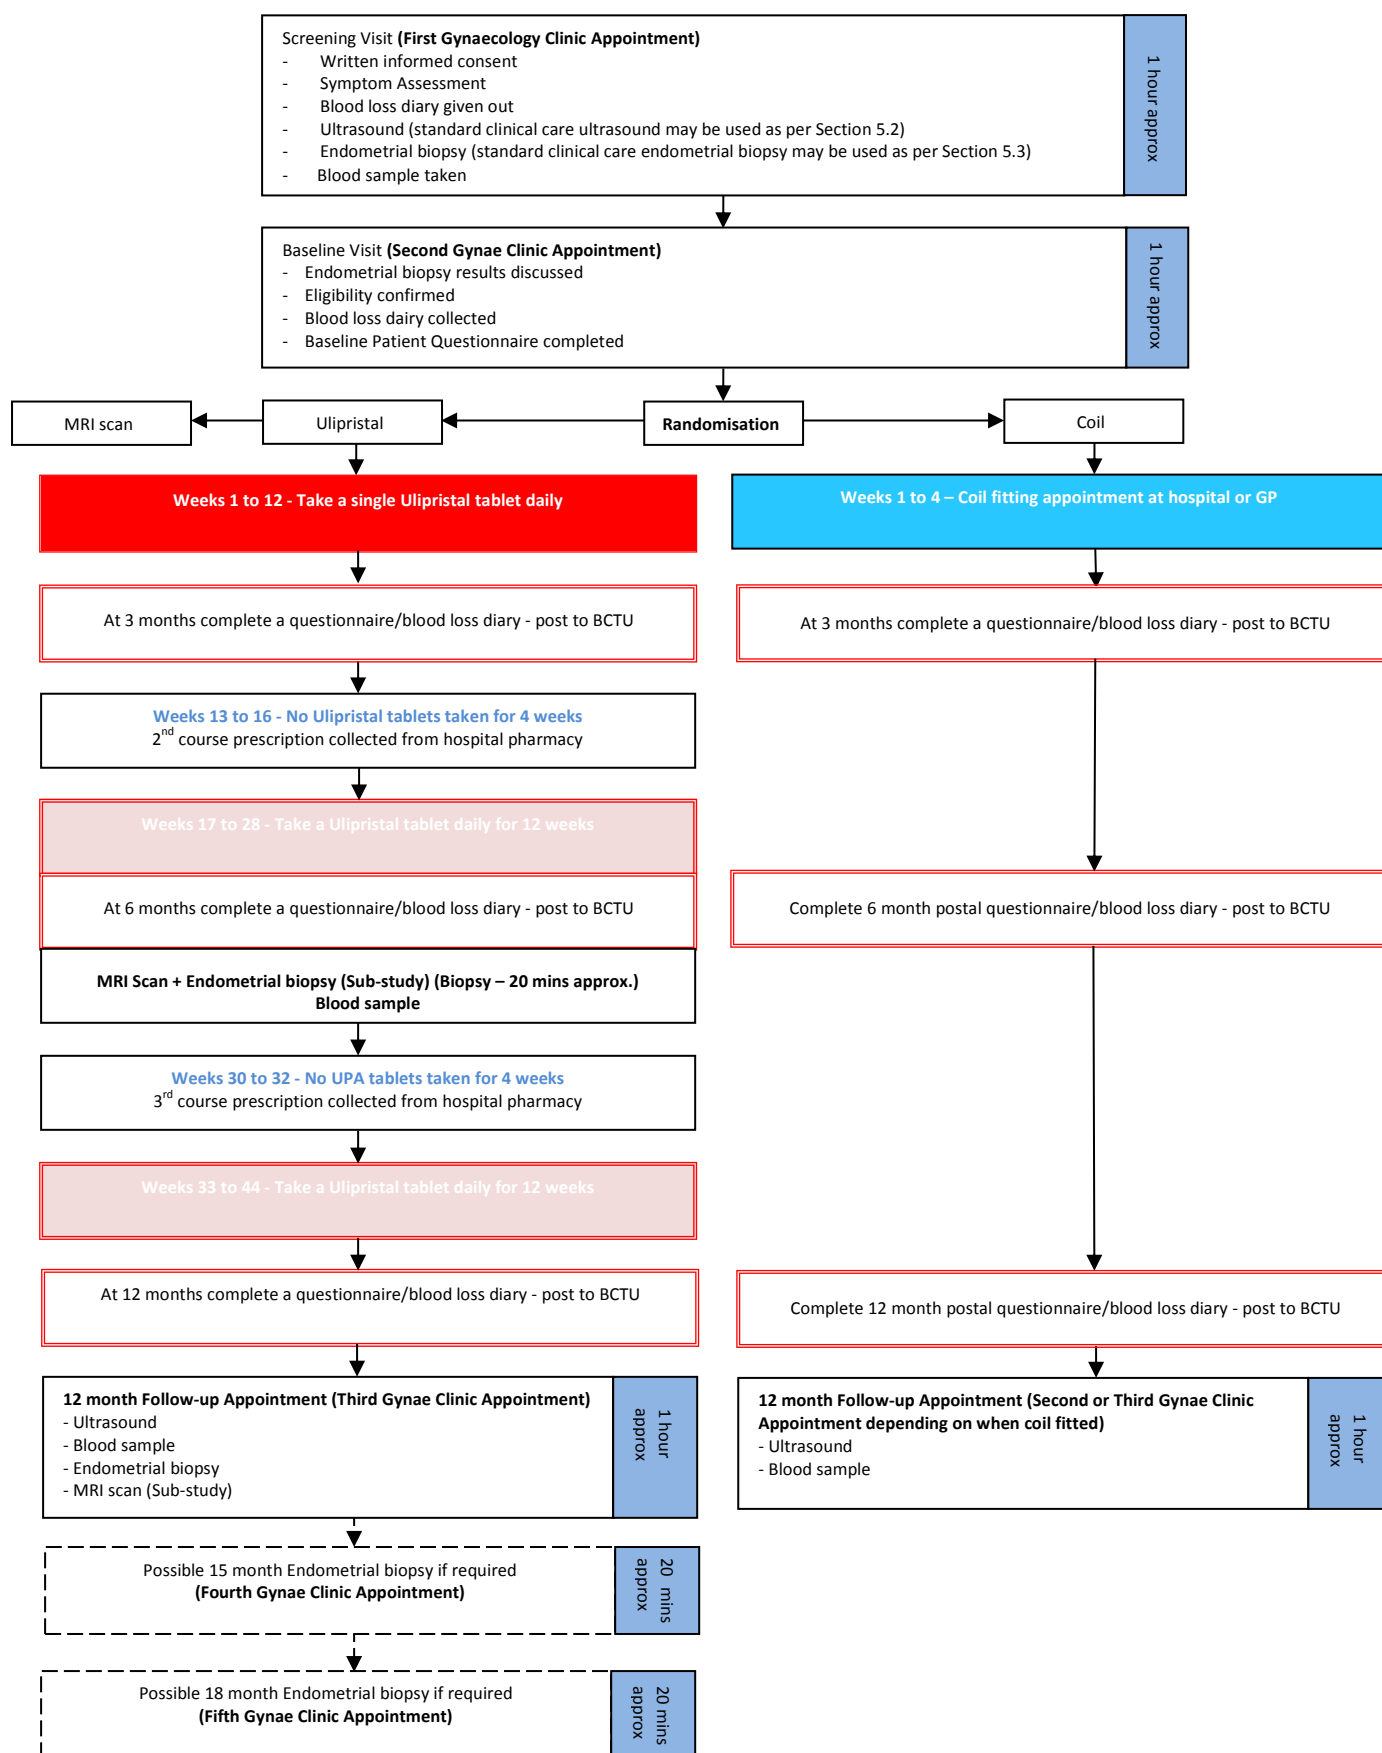 Screening Visit (First Gynaecology Clinic Appointment)
- Written informed consent
- Symptom Assessment
- Blood loss diary given out
- Ultrasound (standard clinical care ultrasound may be used as per Section 5.2)
- Endometrial biopsy (standard clinical care endometrial biopsy may be used as per Section 5.3)
- Blood sample taken
1 hour approx
Baseline Visit (Second Gynae Clinic Appointment)
- Endometrial biopsy results discussed
- Eligibility confirmed
- Blood loss dairy collected
- Baseline Patient Questionnaire completed
1 hour approx
MRI scan
Ulipristal
Randomisation
Coil
Weeks 1 to 12 - Take a single Ulipristal tablet daily
Weeks 1 to 4 – Coil fitting appointment at hospital or GP
At 3 months complete a questionnaire/blood loss diary - post to BCTU
At 3 months complete a questionnaire/blood loss diary - post to BCTU
Weeks 13 to 16 - No Ulipristal tablets taken for 4 weeks
2nd course prescription collected from hospital pharmacy
Weeks 17 to 28 - Take a Ulipristal tablet daily for 12 weeks
At 6 months complete a questionnaire/blood loss diary - post to BCTU
Complete 6 month postal questionnaire/blood loss diary - post to BCTU
MRI Scan + Endometrial biopsy (Sub-study) (Biopsy – 20 mins approx.)
Blood sample
Weeks 30 to 32 - No UPA tablets taken for 4 weeks
3rd course prescription collected from hospital pharmacy
Weeks 33 to 44 - Take a Ulipristal tablet daily for 12 weeks
At 12 months complete a questionnaire/blood loss diary - post to BCTU
Complete 12 month postal questionnaire/blood loss diary - post to BCTU
12 month Follow-up Appointment (Third Gynae Clinic Appointment)
- Ultrasound
- Blood sample
- Endometrial biopsy
- MRI scan (Sub-study)
1 hour
approx
12 month Follow-up Appointment (Second or Third Gynae Clinic
Appointment depending on when coil fitted)
- Ultrasound
- Blood sample
1 hour
approx
Possible 15 month Endometrial biopsy if required
(Fourth Gynae Clinic Appointment)
20 mins
approx
Possible 18 month Endometrial biopsy if required
(Fifth Gynae Clinic Appointment)
20 mins
approx